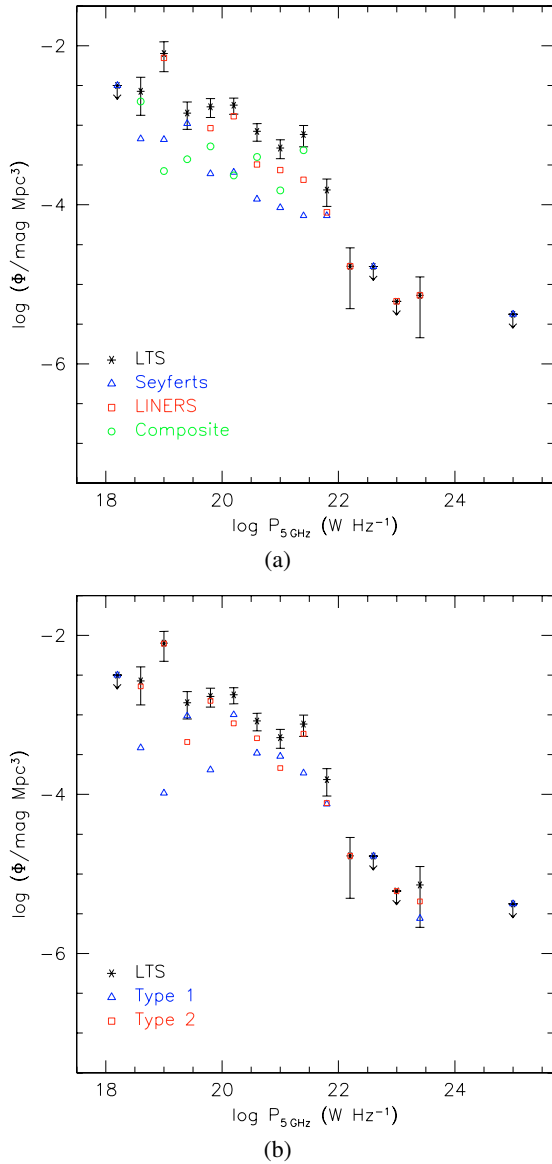 -2
-4
-6
log (Φ/mag Mpc³)
LTS
Seyferts
LINERS
Composite
18 20 22 24
log P₅ GHz (W Hz⁻¹)
(a)
-2
-4
-6
log (Φ/mag Mpc³)
LTS
Type 1
Type 2
18 20 22 24
log P₅ GHz (W Hz⁻¹)
(b)